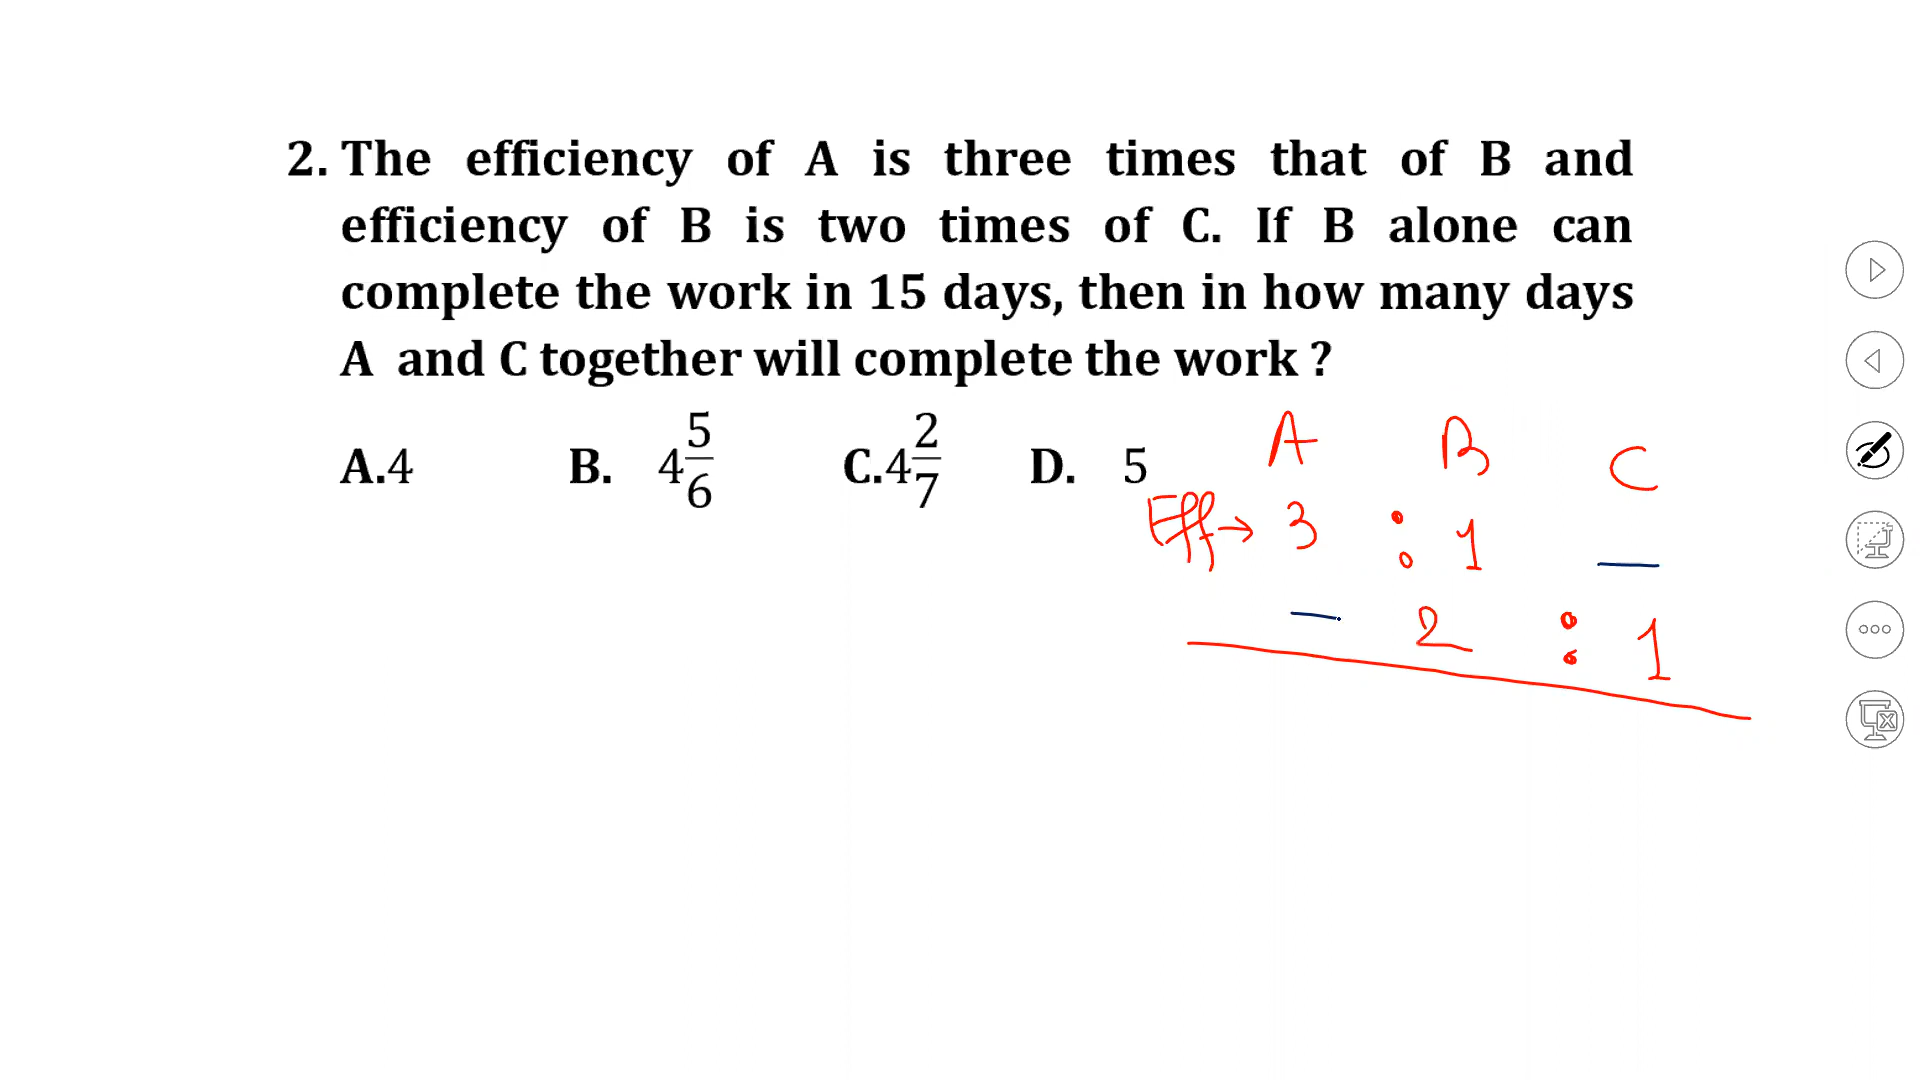 2. The efficiency of A is three times that of B and
efficiency of B is two times of C. If B alone can
complete the work in 15 days, then in how many days
A and C together will complete the work ?
A.4 B. 4 5/6 C.4 2/7 D. 5
A B C
Eff → 3 : 1 —
— 2 : 1